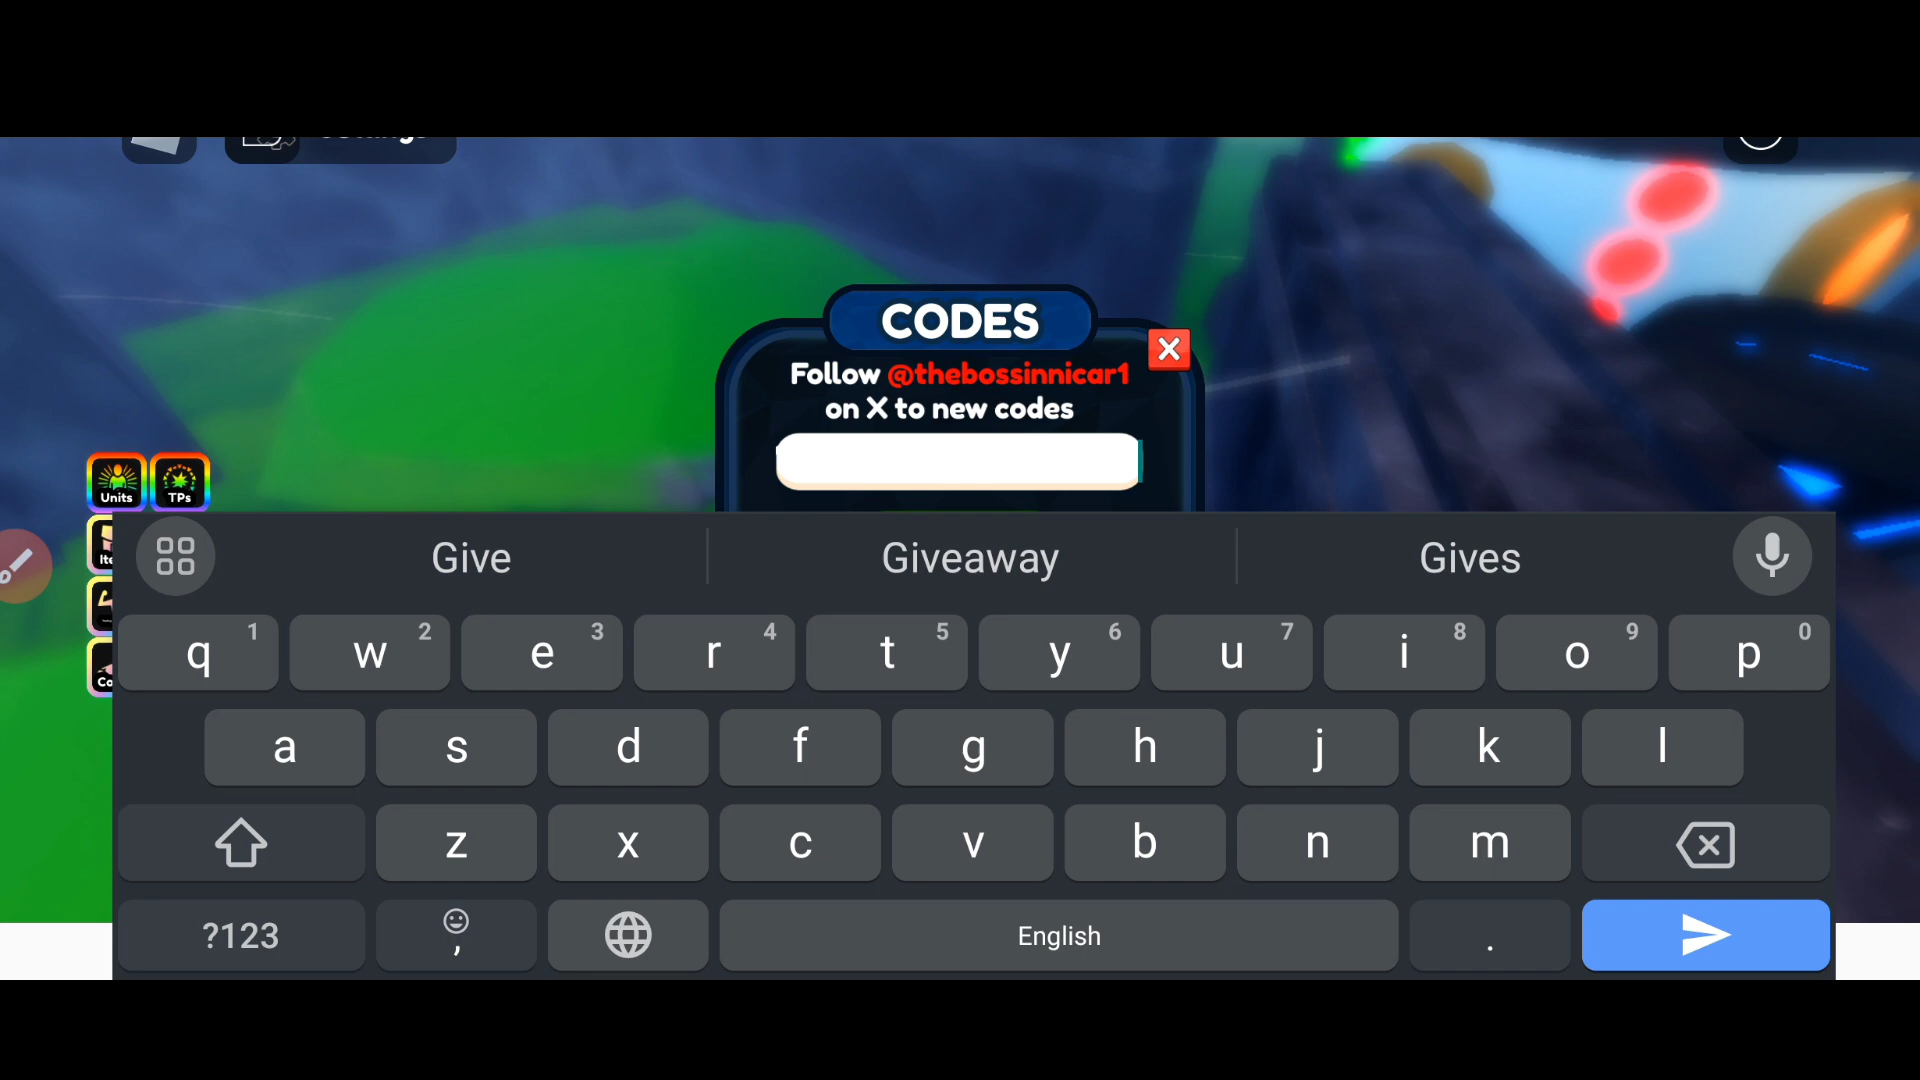 CODES
Follow @thebossinnicar1
on X to new codes
Units TPs
Give Giveaway Gives
q 1 w 2 e 3 r 4 t 5 y 6 u 7 i 8 o 9 p 0
a s d f g h j k l
z x c v b n m
?123 , English .